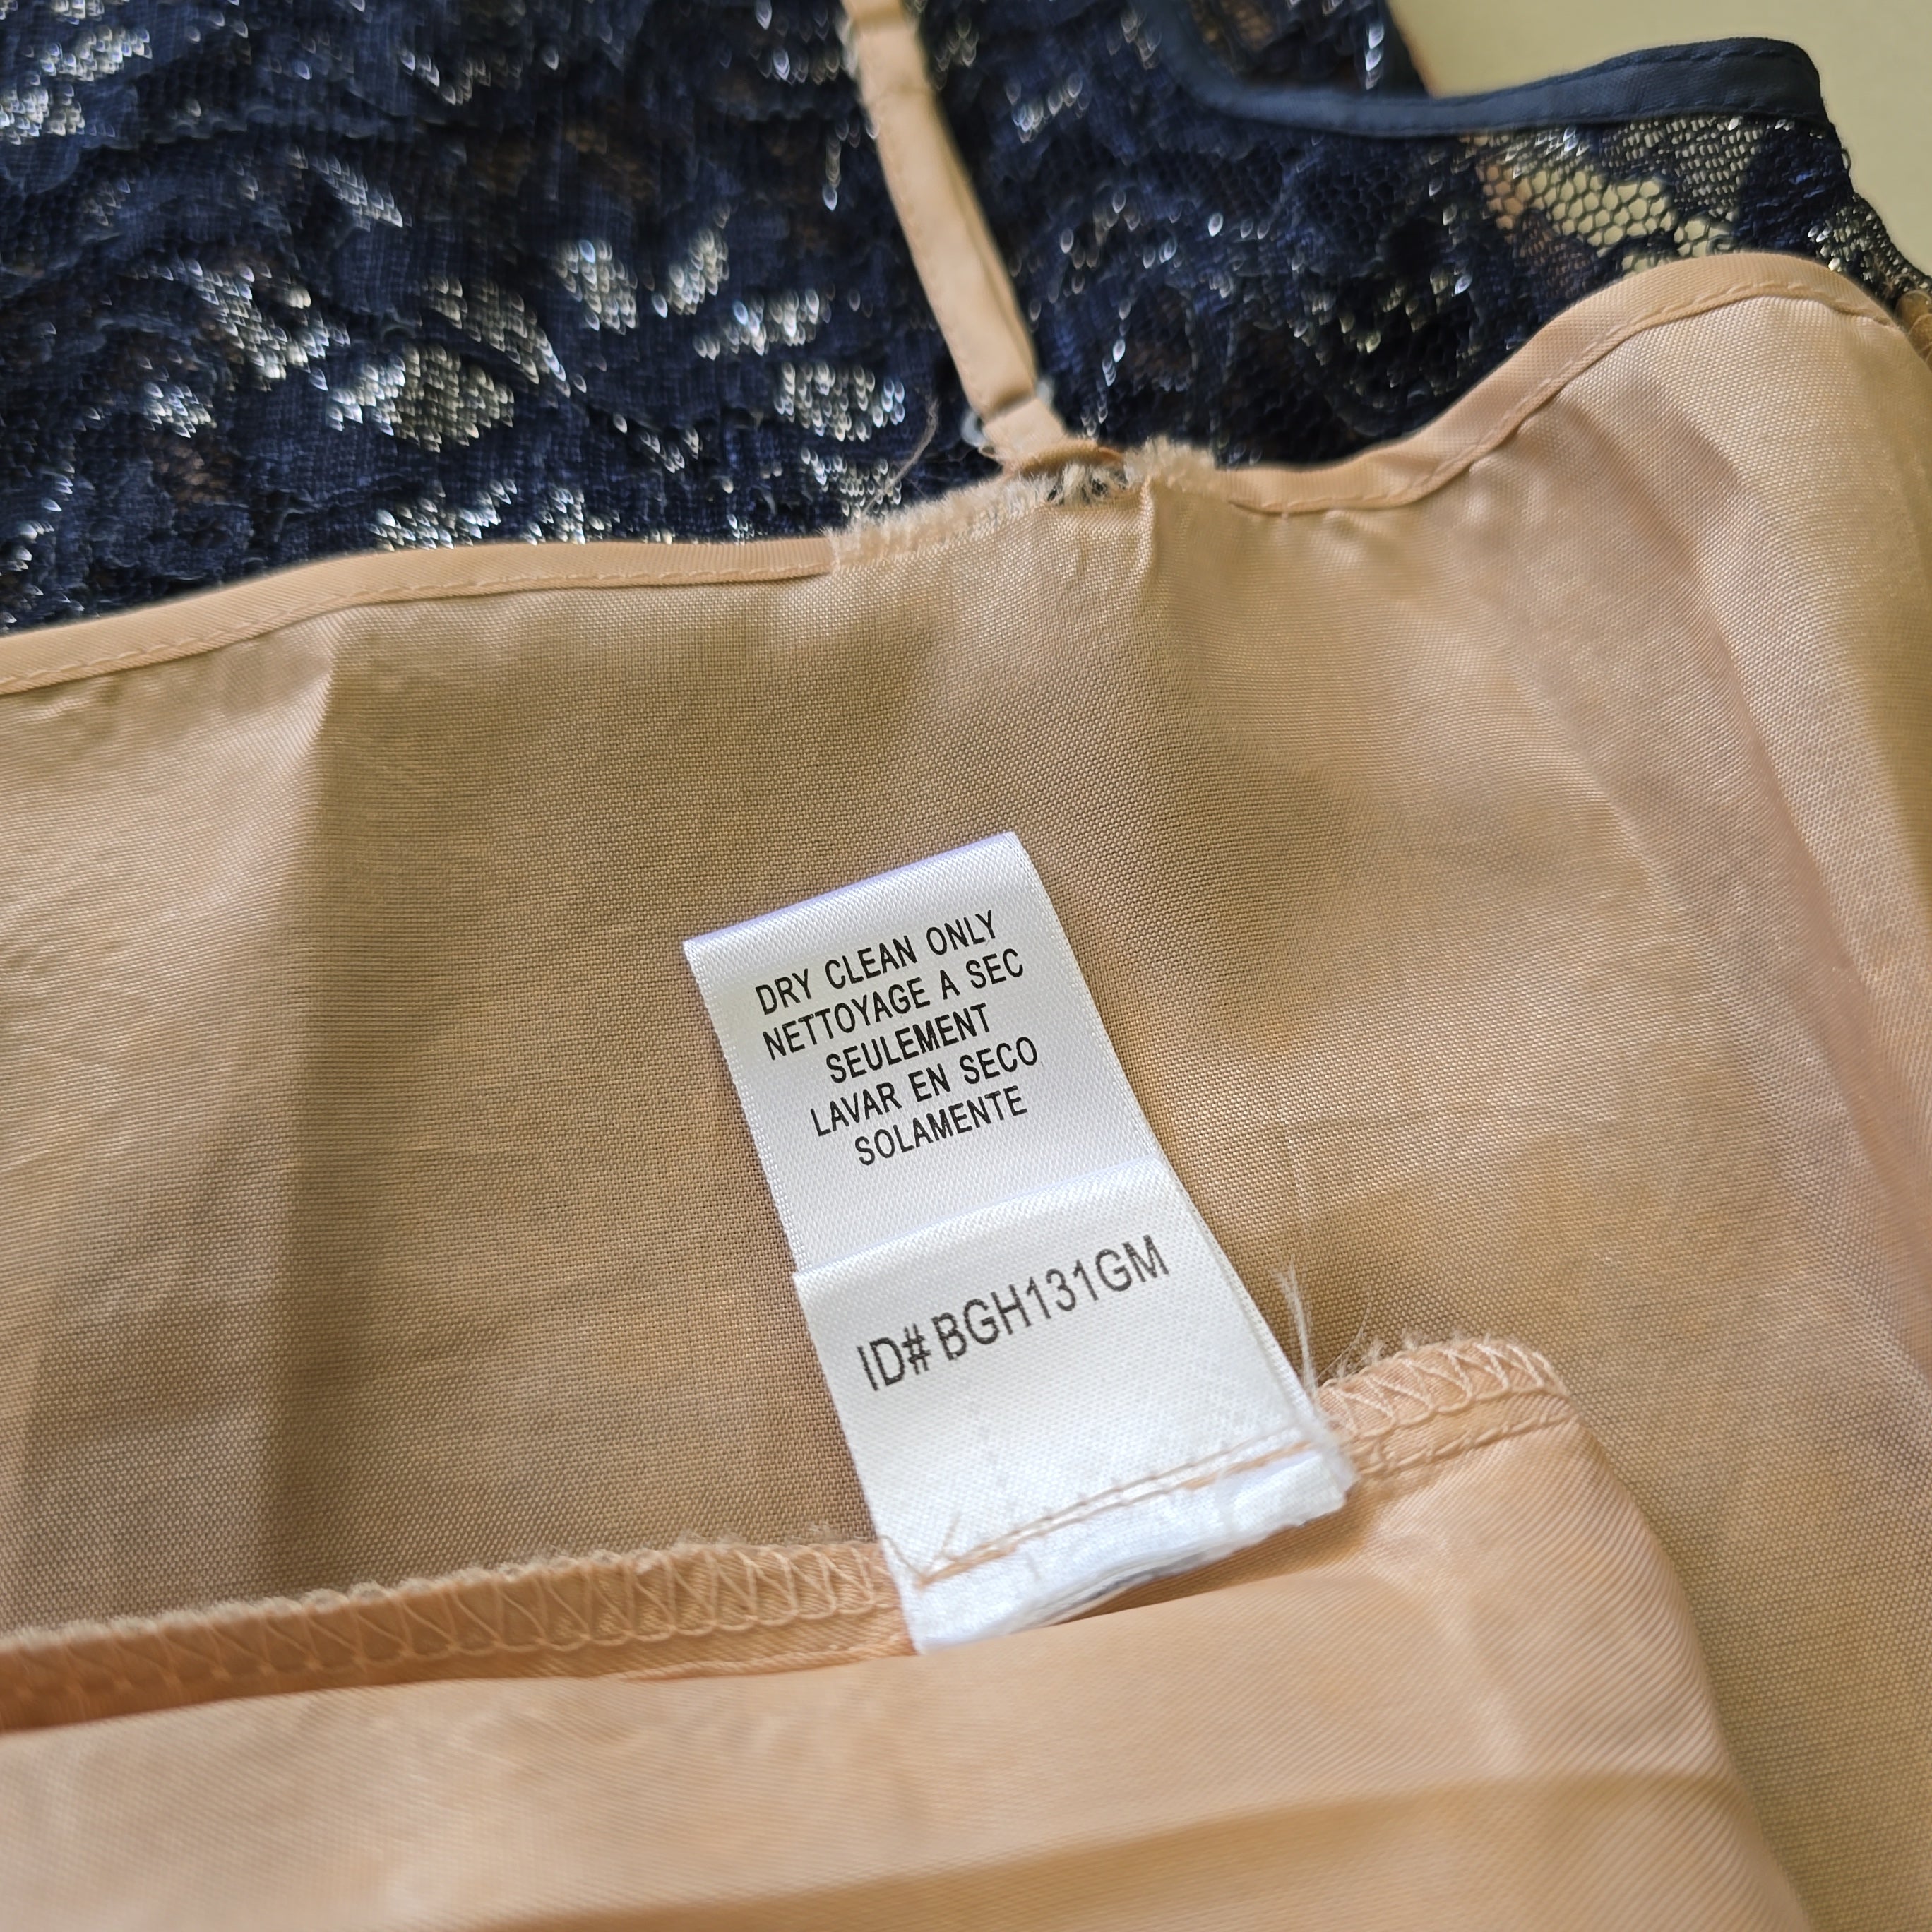 DRY CLEAN ONLY
NETTOYAGE A SEC
SEULEMENT
LAVAR EN SECO
SOLAMENTE
ID# BGH131GM